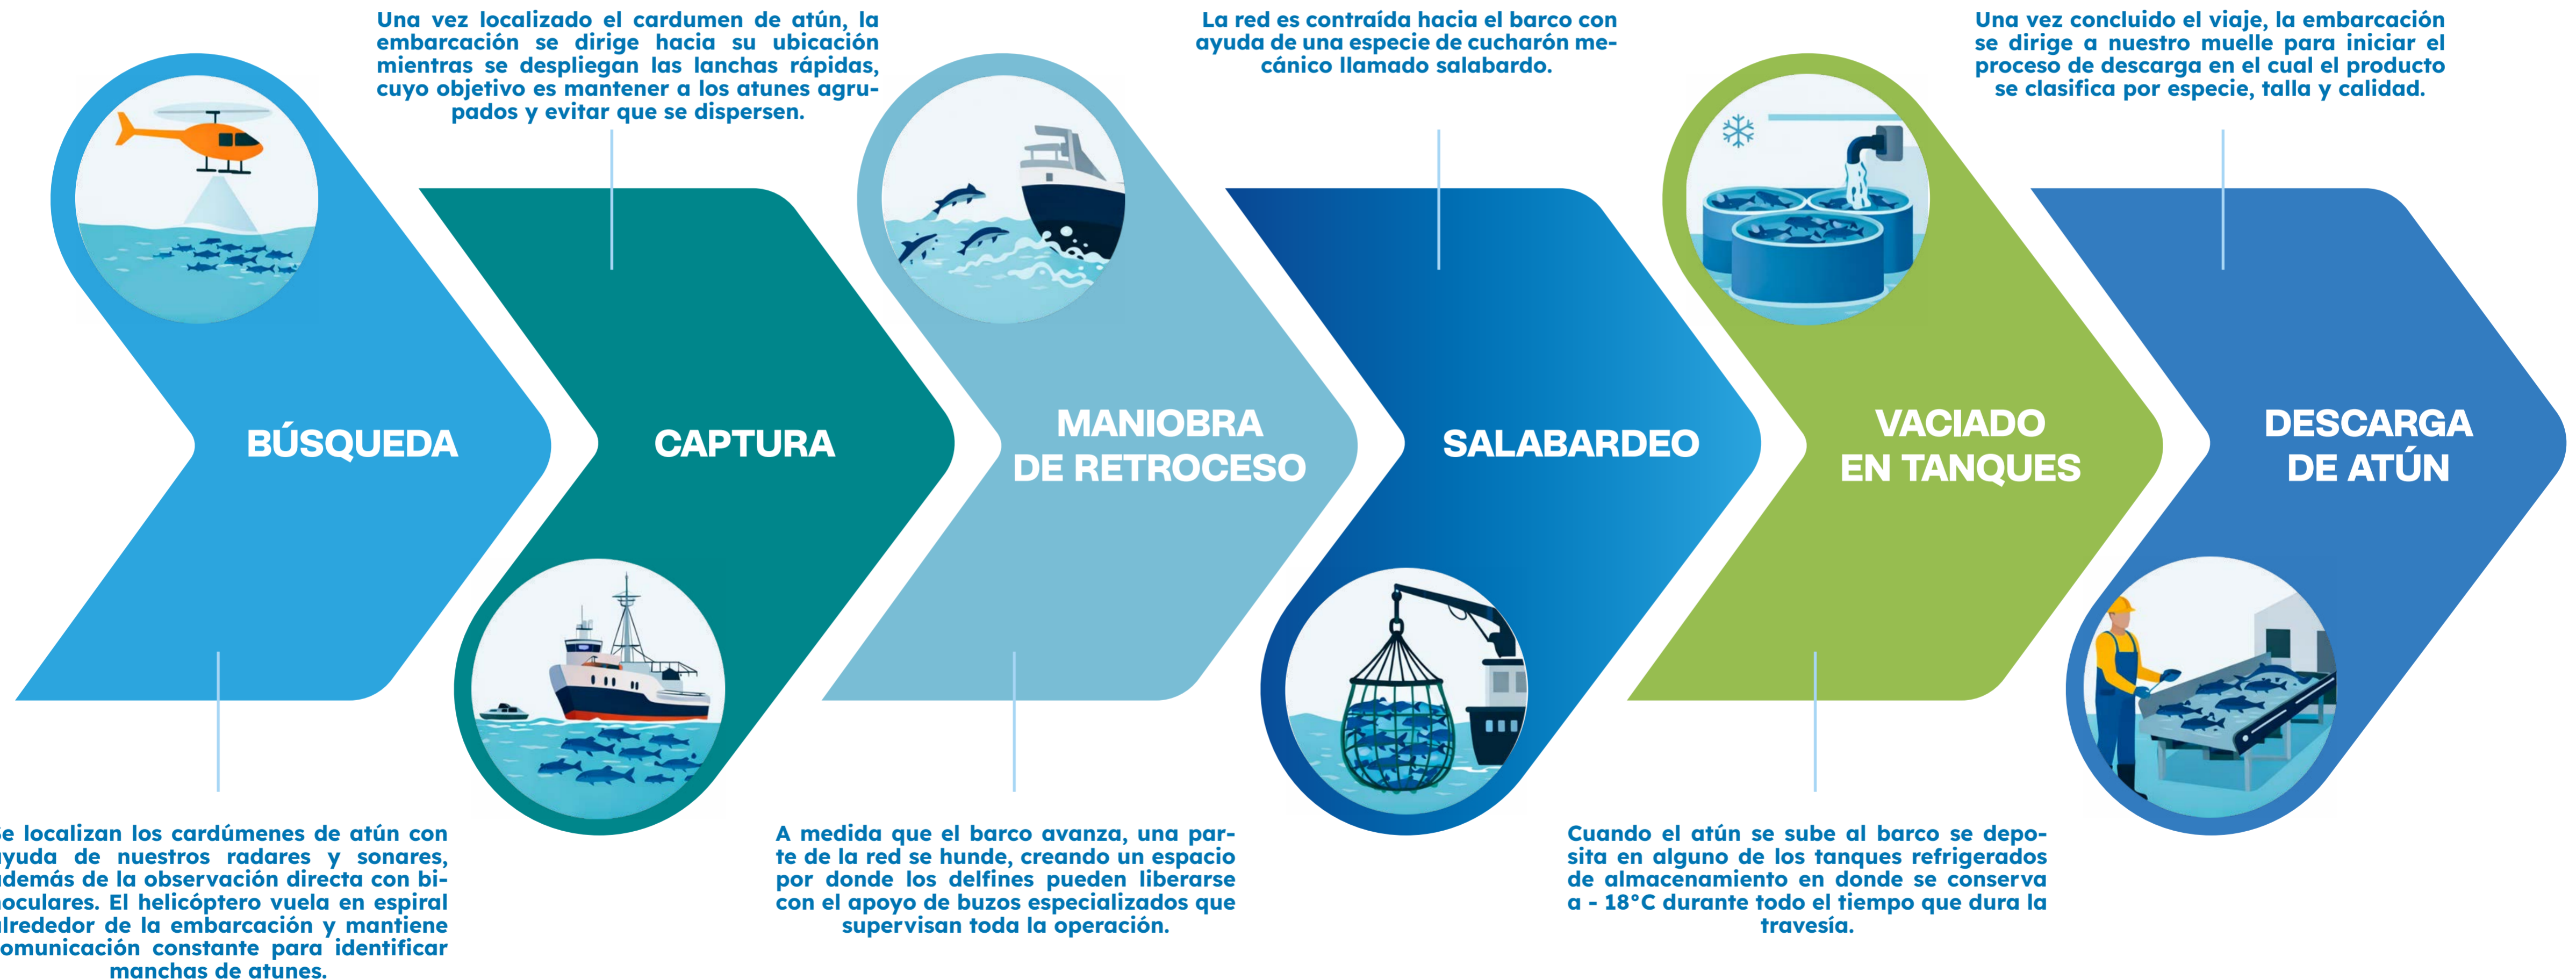 BÚSQUEDA
Se localizan los cardúmenes de atún con
ayuda de nuestros radares y sonares,
además de la observación directa con bi-
noculares. El helicóptero vuela en espiral
alrededor de la embarcación y mantiene
comunicación constante para identificar
manchas de atunes.
Una vez localizado el cardumen de atún, la
embarcación se dirige hacia su ubicación
mientras se despliegan las lanchas rápidas,
cuyo objetivo es mantener a los atunes agru-
pados y evitar que se dispersen.
CAPTURA
MANIOBRA
DE RETROCESO
A medida que el barco avanza, una par-
te de la red se hunde, creando un espacio
por donde los delfines pueden liberarse
con el apoyo de buzos especializados que
supervisan toda la operación.
La red es contraída hacia el barco con
ayuda de una especie de cucharón me-
cánico llamado salabardo.
SALABARDEO
VACIADO
EN TANQUES
Cuando el atún se sube al barco se depo-
sita en alguno de los tanques refrigerados
de almacenamiento en donde se conserva
a - 18°C durante todo el tiempo que dura la
travesía.
Una vez concluido el viaje, la embarcación
se dirige a nuestro muelle para iniciar el
proceso de descarga en el cual el producto
se clasifica por especie, talla y calidad.
DESCARGA
DE ATÚN